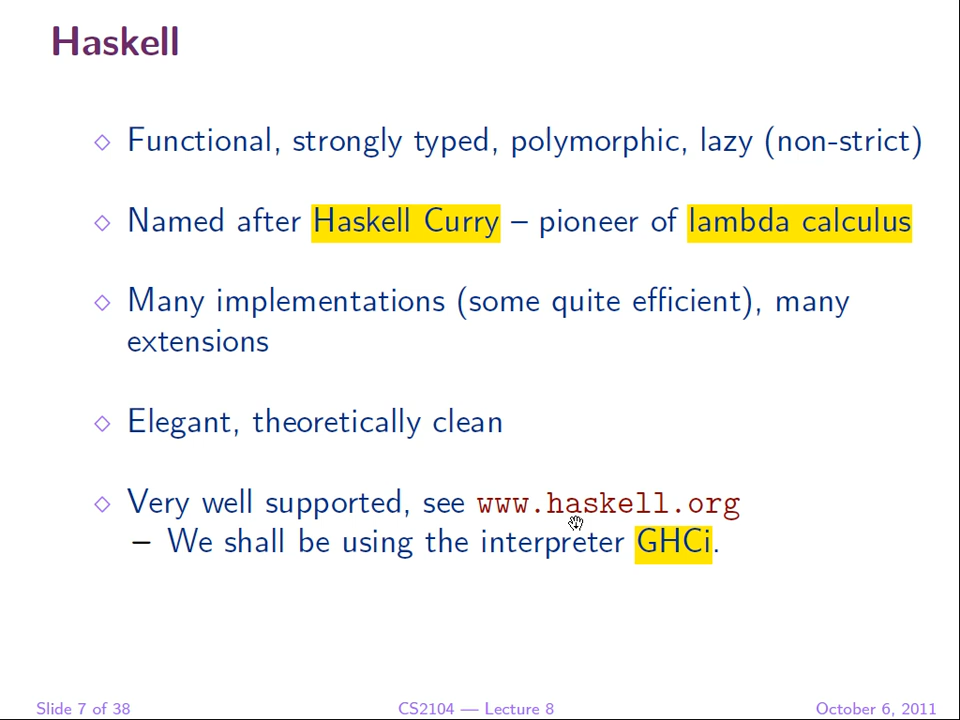 Haskell
◇ Functional, strongly typed, polymorphic, lazy (non-strict)
◇ Named after Haskell Curry – pioneer of lambda calculus
◇ Many implementations (some quite efficient), many
extensions
◇ Elegant, theoretically clean
◇ Very well supported, see www.haskell.org
– We shall be using the interpreter GHCi.
Slide 7 of 38 CS2104 — Lecture 8 October 6, 2011